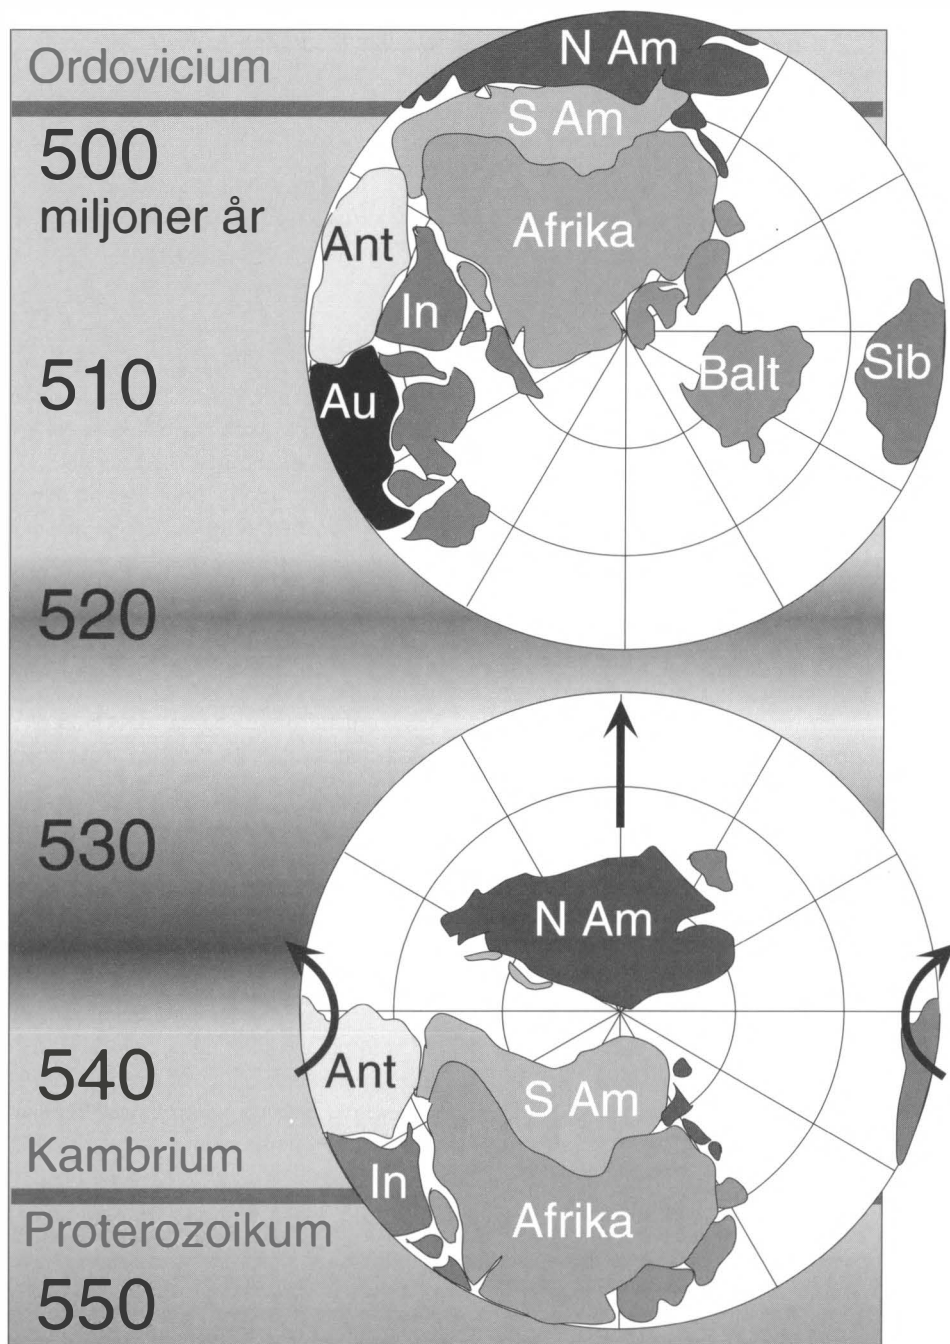 Ordovicium
500
miljoner år
510
520
530
540
Kambrium
Proterozoikum
550
N Am
S Am
Afrika
Ant
In
Au
Balt
Sib
N Am
Ant
S Am
In
Afrika